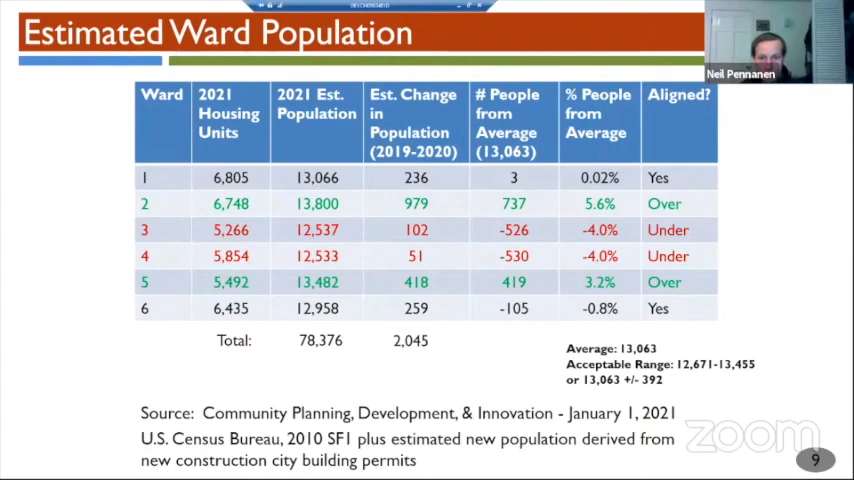 DEVCHG9834810
Estimated Ward Population
Neil Pennanen
Ward 2021 Housing Units 2021 Est. Population Est. Change in Population (2019-2020) # People from Average (13,063) % People from Average Aligned?
1 6,805 13,066 236 3 0.02% Yes
2 6,748 13,800 979 737 5.6% Over
3 5,266 12,537 102 -526 -4.0% Under
4 5,854 12,533 51 -530 -4.0% Under
5 5,492 13,482 418 419 3.2% Over
6 6,435 12,958 259 -105 -0.8% Yes
Total: 78,376 2,045
Average: 13,063
Acceptable Range: 12,671-13,455
or 13,063 +/- 392
Source: Community Planning, Development, & Innovation - January 1, 2021
U.S. Census Bureau, 2010 SF1 plus estimated new population derived from
new construction city building permits
zoom
9